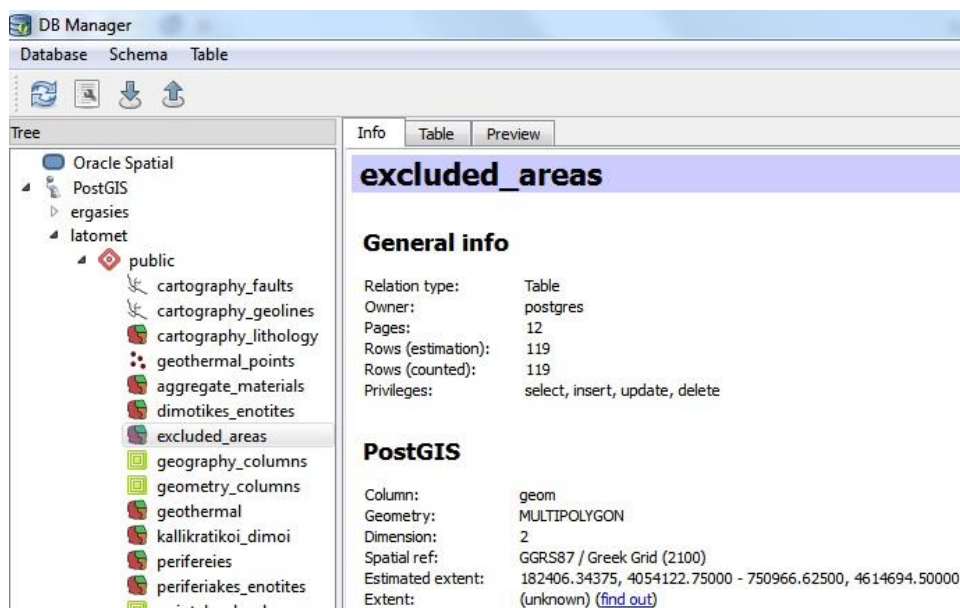 DB Manager
Database Schema Table
Tree
Oracle Spatial
PostGIS
ergasies
latomet
public
cartography_faults
cartography_geolines
cartography_lithology
geothermal_points
aggregate_materials
dimotikes_enotites
excluded_areas
geography_columns
geometry_columns
geothermal
kallikratikoi_dimoi
perifereies
periferiakes_enotites
Info Table Preview
excluded_areas
General info
Relation type: Table
Owner: postgres
Pages: 12
Rows (estimation): 119
Rows (counted): 119
Privileges: select, insert, update, delete
PostGIS
Column: geom
Geometry: MULTIPOLYGON
Dimension: 2
Spatial ref: GGRS87 / Greek Grid (2100)
Estimated extent: 182406.34375, 4054122.75000 - 750966.62500, 4614694.50000
Extent: (unknown) (find out)